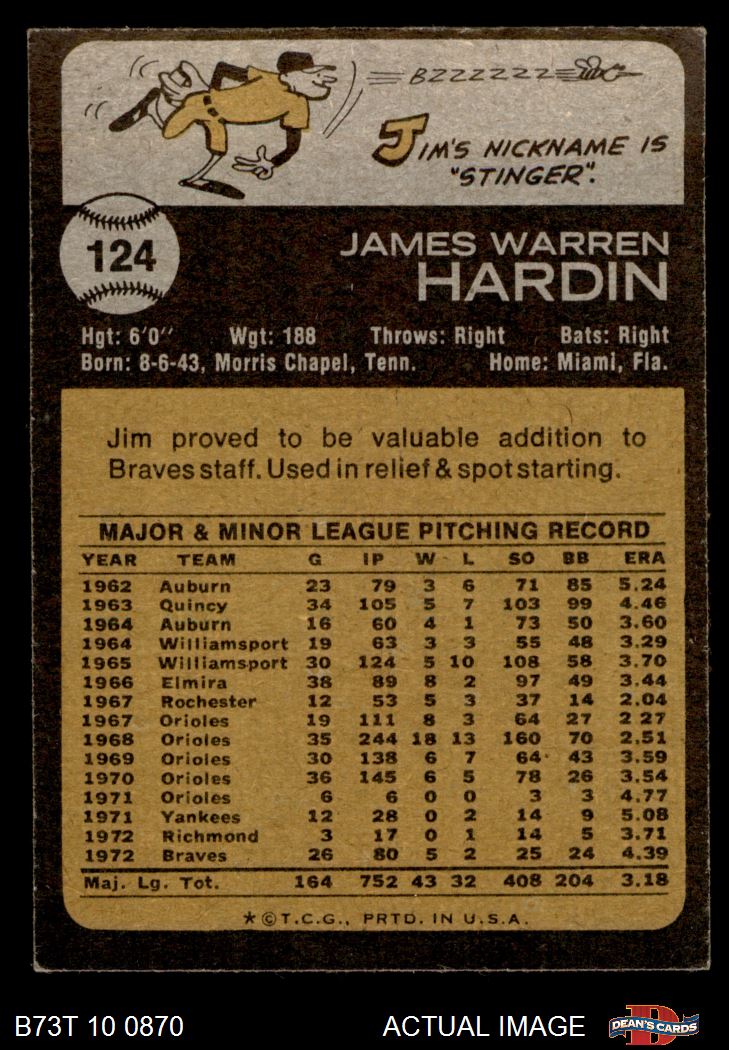 BZZZZZZZ
JIM'S NICKNAME IS
"STINGER".
124
JAMES WARREN
HARDIN
Hgt: 6'0" Wgt: 188 Throws: Right Bats: Right
Born: 8-6-43, Morris Chapel, Tenn. Home: Miami, Fla.
Jim proved to be valuable addition to
Braves staff. Used in relief & spot starting.
MAJOR & MINOR LEAGUE PITCHING RECORD
YEAR TEAM G IP W L SO BB ERA
1962 Auburn 23 79 3 6 71 85 5.24
1963 Quincy 34 105 5 7 103 99 4.46
1964 Auburn 16 60 4 1 73 50 3.60
1964 Williamsport 19 63 3 3 55 48 3.29
1965 Williamsport 30 124 5 10 108 58 3.70
1966 Elmira 38 89 8 2 97 49 3.44
1967 Rochester 12 53 5 3 37 14 2.04
1967 Orioles 19 111 8 3 64 27 2.27
1968 Orioles 35 244 18 13 160 70 2.51
1969 Orioles 30 138 6 7 64 43 3.59
1970 Orioles 36 145 6 5 78 26 3.54
1971 Orioles 6 6 0 0 3 3 4.77
1971 Yankees 12 28 0 2 14 9 5.08
1972 Richmond 3 17 0 1 14 5 3.71
1972 Braves 26 80 5 2 25 24 4.39
Maj. Lg. Tot. 164 752 43 32 408 204 3.18
★©T.C.G., PRTD. IN U.S.A.
B73T 10 0870 ACTUAL IMAGE D DEAN'S CARDS